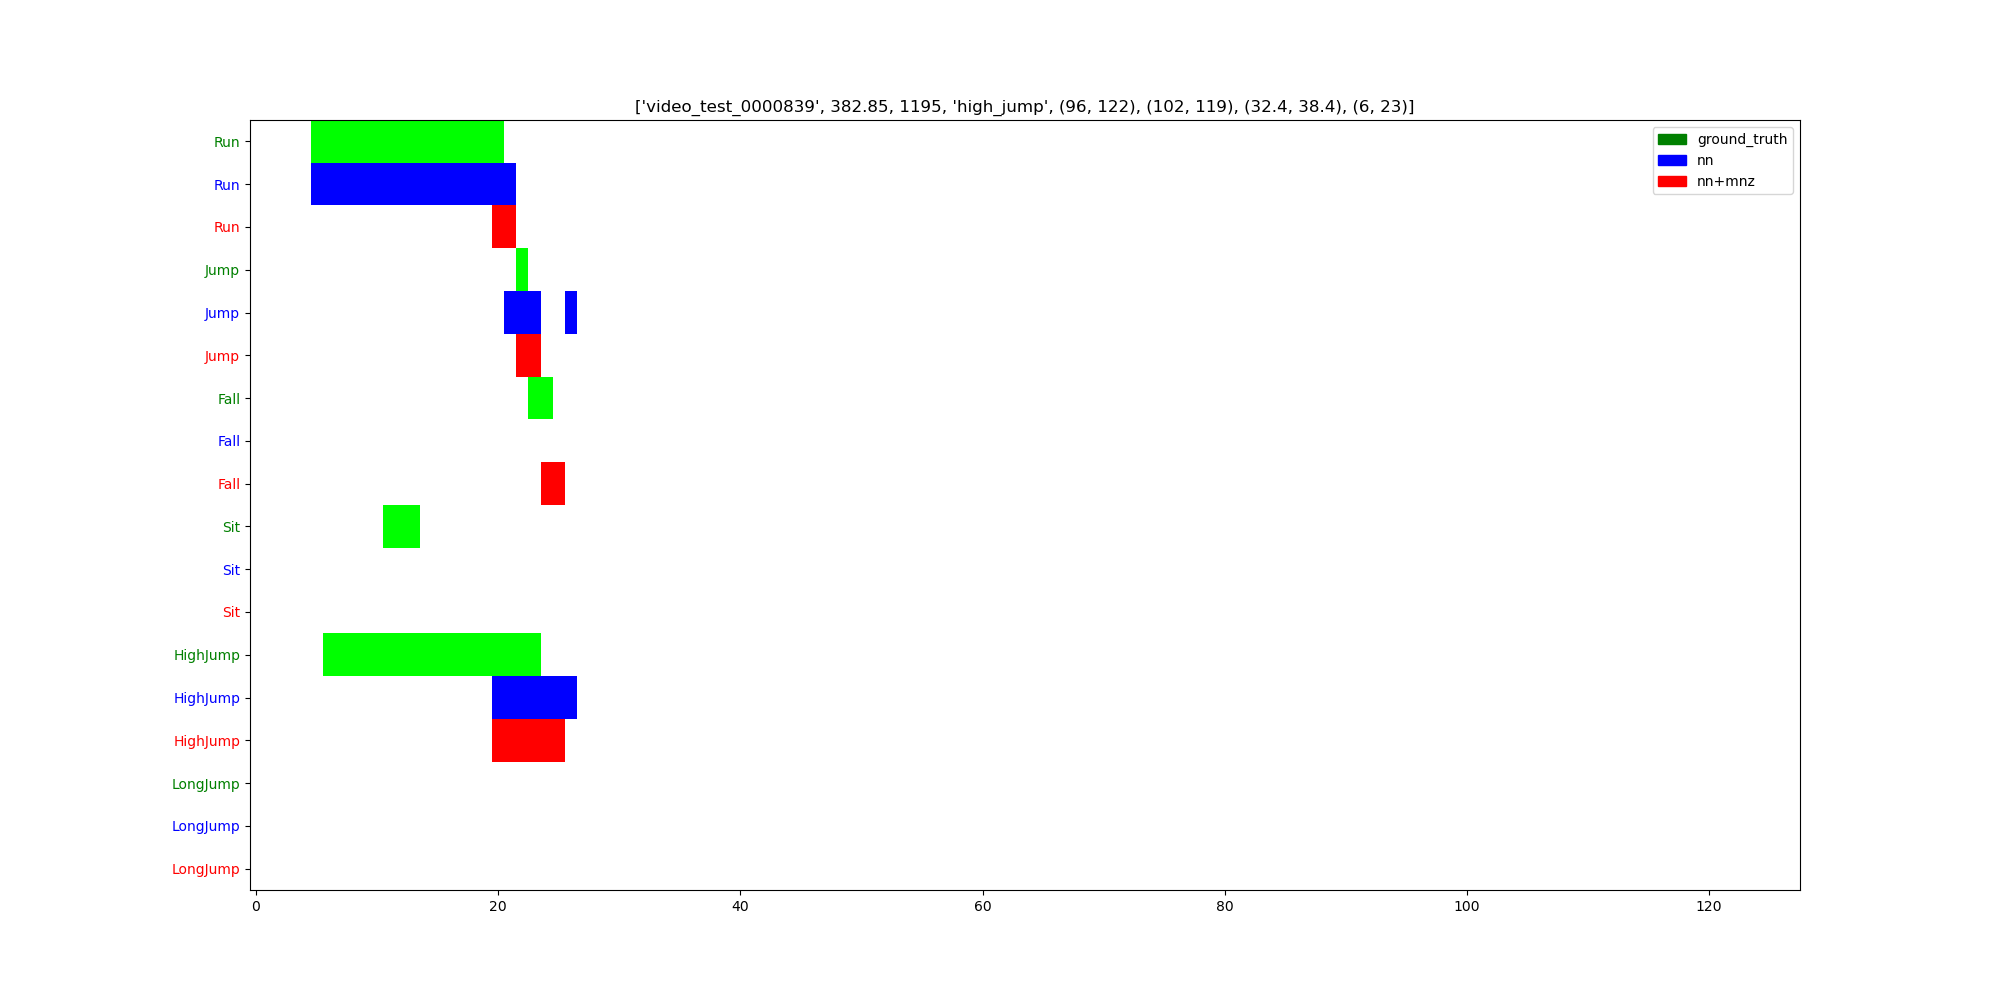 ['video_test_0000839', 382.85, 1195, 'high_jump', (96, 122), (102, 119), (32.4, 38.4), (6, 23)]
ground_truth
nn
nn+mnz
Run
Run
Run
Jump
Jump
Jump
Fall
Fall
Fall
Sit
Sit
Sit
HighJump
HighJump
HighJump
LongJump
LongJump
LongJump
0 20 40 60 80 100 120